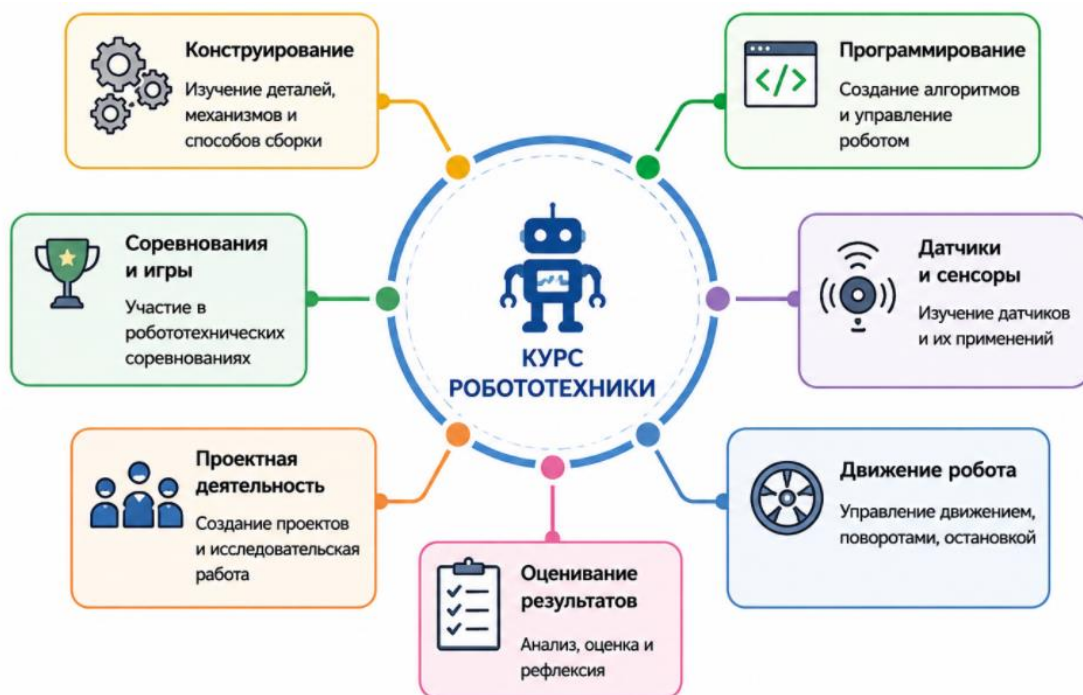 Конструирование
Изучение деталей,
механизмов и
способов сборки
Программирование
Создание алгоритмов
и управление
роботом
Соревнования
и игры
Участие в
робототехнических
соревнованиях
КУРС
РОБОТОТЕХНИКИ
Датчики
и сенсоры
Изучение датчиков
и их применений
Проектная
деятельность
Создание проектов
и исследовательская
работа
Оценивание
результатов
Анализ, оценка и
рефлексия
Движение робота
Управление движением,
поворотами, остановкой